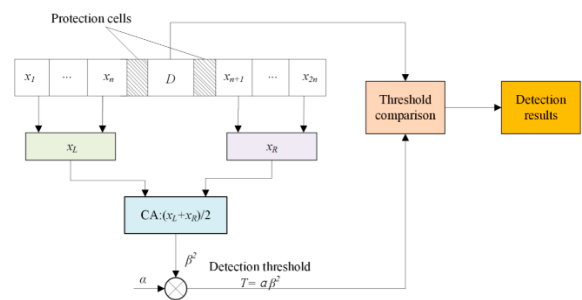 Protection cells
x1 ... xn D xn+1 ... x2n
Threshold
comparison
Detection
results
xL
xR
CA:(xL+xR)/2
β²
Detection threshold
α
T= αβ²